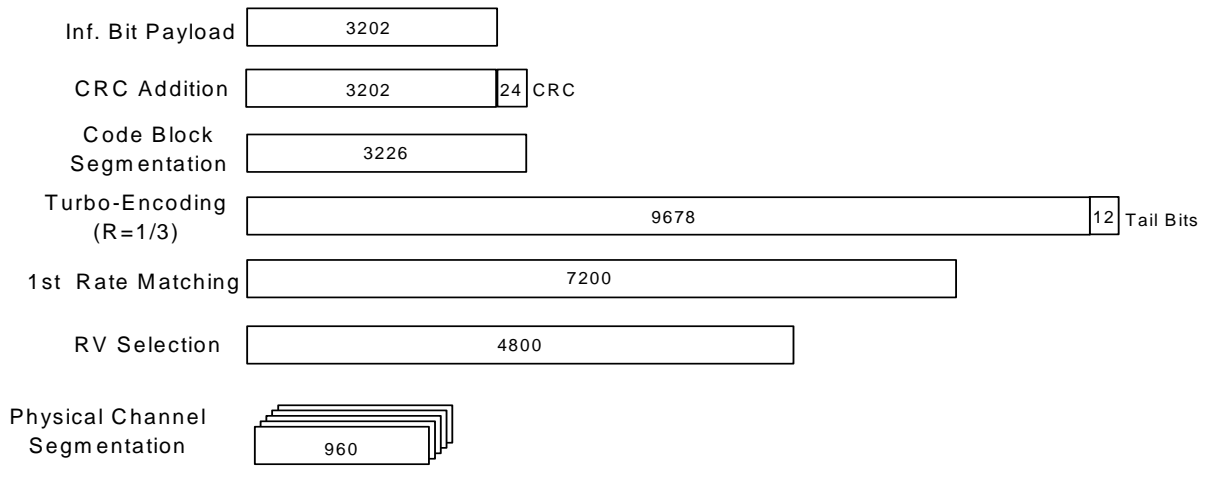 Inf. Bit Payload 3202
CRC Addition 3202 24 CRC
Code Block
Segmentation 3226
Turbo-Encoding
(R=1/3) 9678 12 Tail Bits
1st Rate Matching 7200
RV Selection 4800
Physical Channel
Segmentation 960